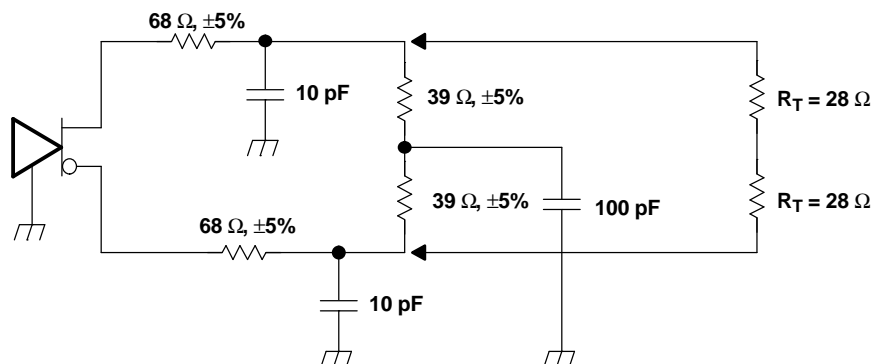 68 Ω, ±5%
10 pF
39 Ω, ±5%
R_T = 28 Ω
39 Ω, ±5%
100 pF
R_T = 28 Ω
68 Ω, ±5%
10 pF